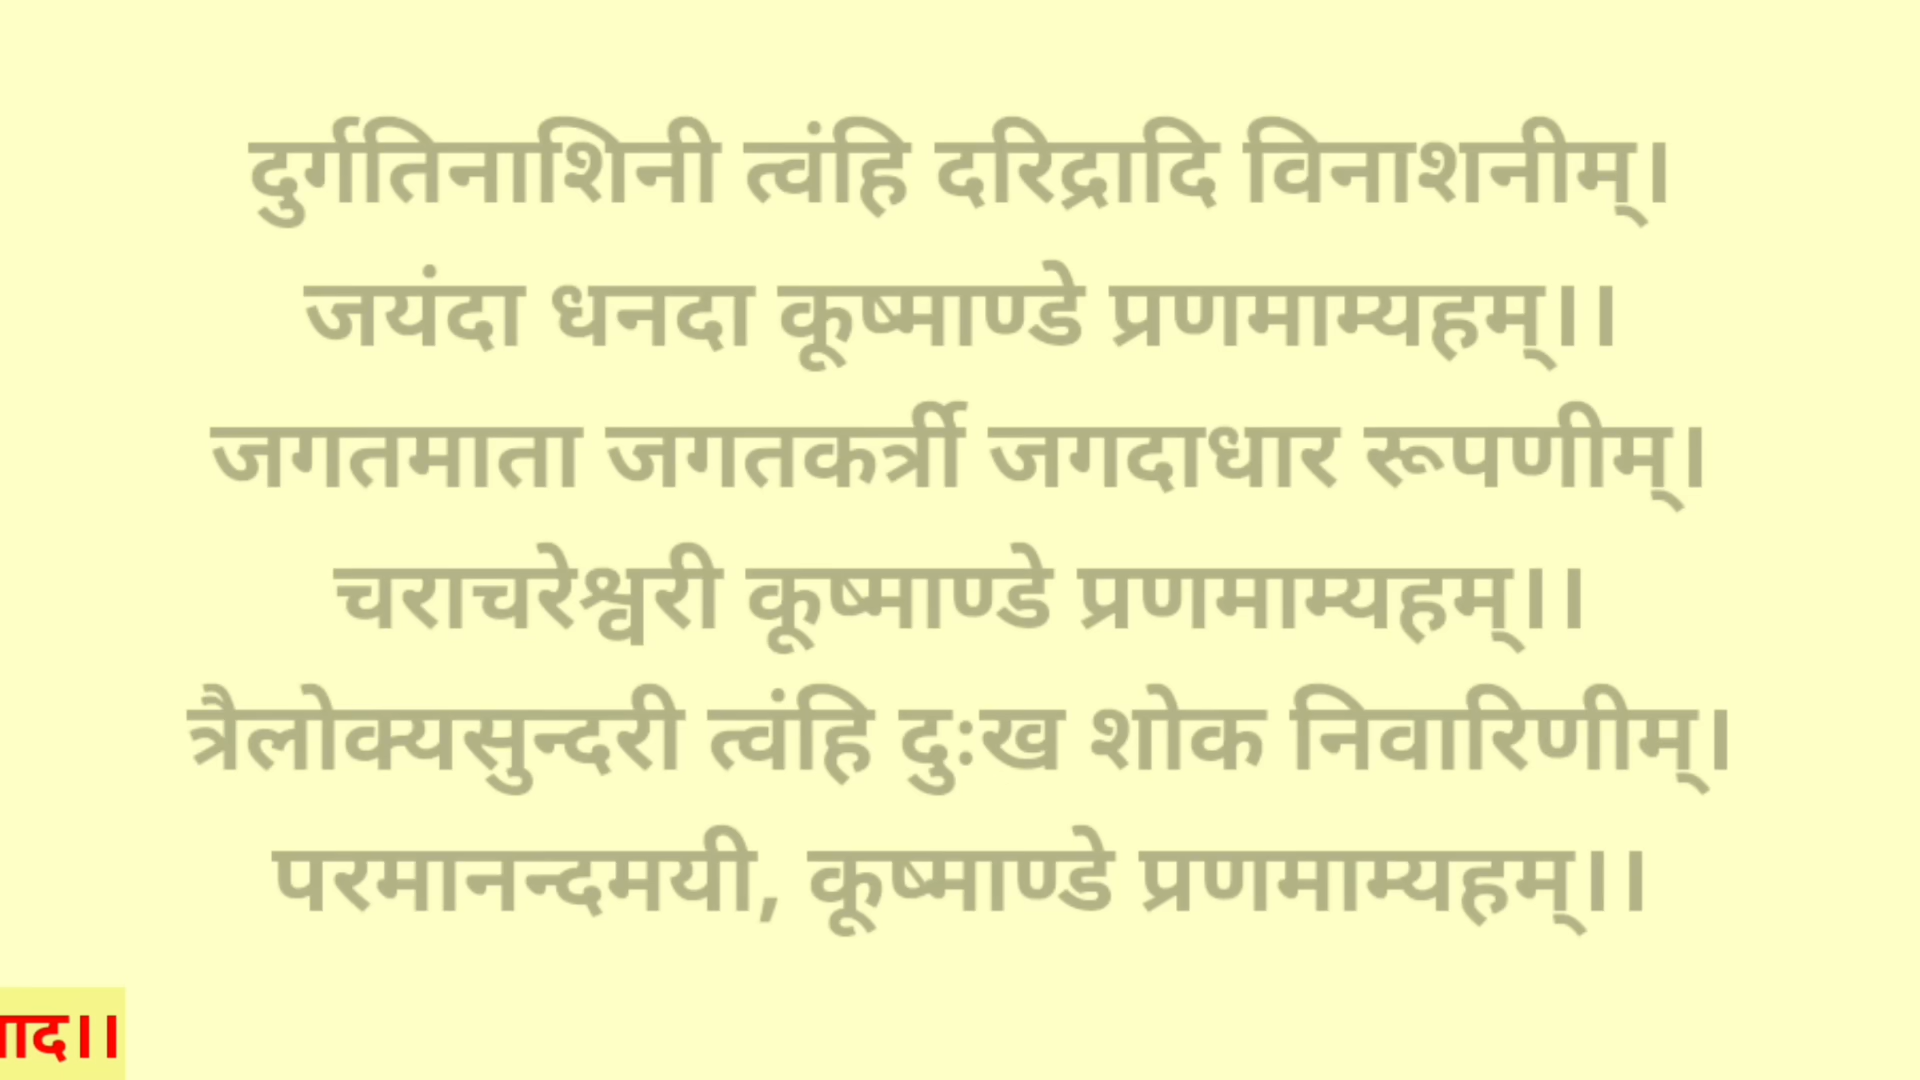 दुर्गतिनाशिनी त्वंहि दरिद्रादि विनाशनीम्।
जयंदा धनदा कूष्माण्डे प्रणमाम्यहम्।।
जगतमाता जगतकर्त्री जगदाधार रूपणीम्।
चराचरेश्वरी कूष्माण्डे प्रणमाम्यहम्।।
त्रैलोक्यसुन्दरी त्वंहि दुःख शोक निवारिणीम्।
परमानन्दमयी, कूष्माण्डे प्रणमाम्यहम्।।